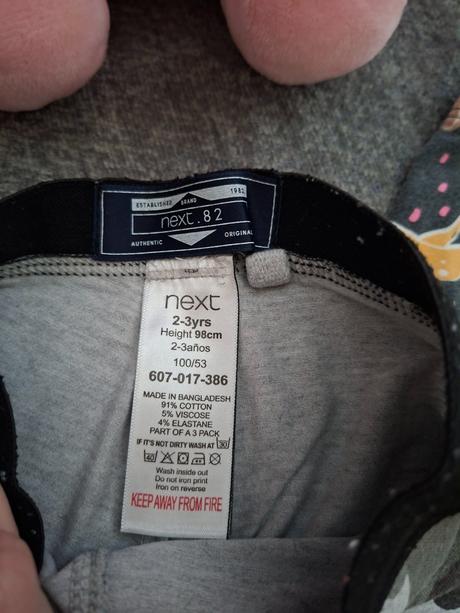 ESTABLISHED BRAND 1982
next.82
AUTHENTIC ORIGINAL
next
2-3yrs
Height 98cm
2-3años
100/53
607-017-386
MADE IN BANGLADESH
91% COTTON
5% VISCOSE
4% ELASTANE
PART OF A 3 PACK
IF IT'S NOT DIRTY WASH AT 30
40
Wash inside out
Do not iron print
Iron on reverse
KEEP AWAY FROM FIRE